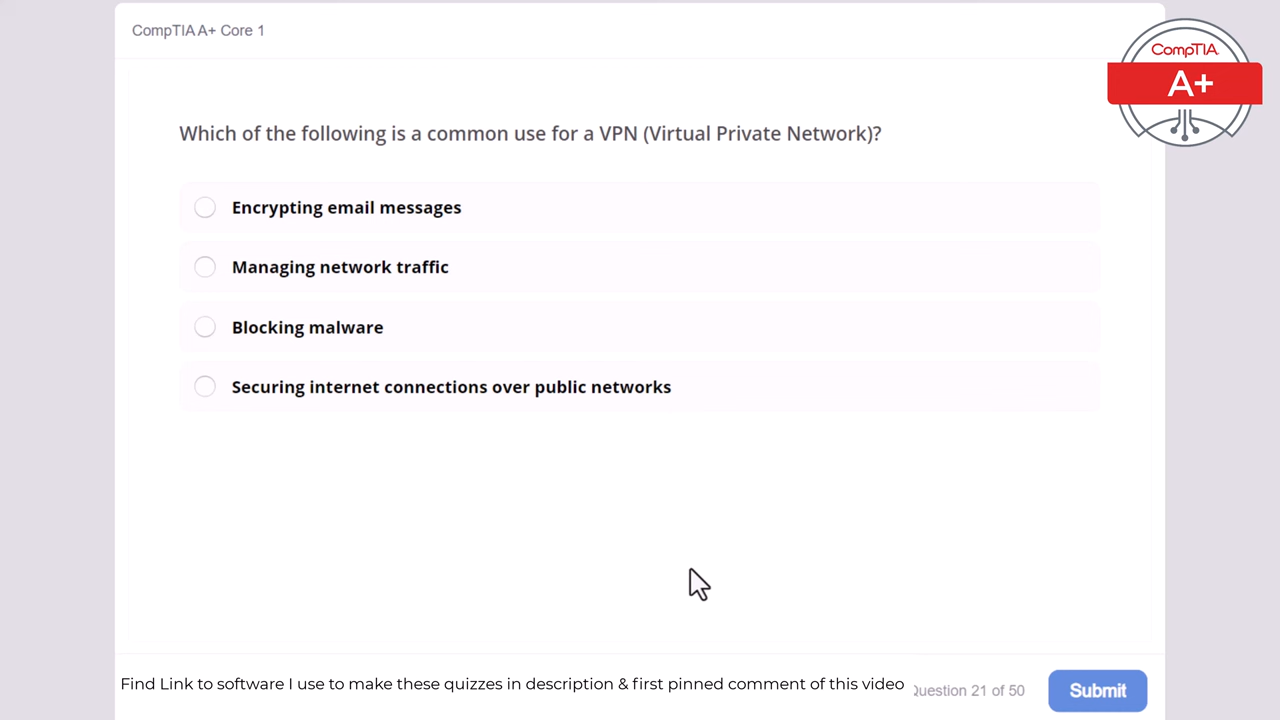 CompTIA A+ Core 1
CompTIA.
A+
Which of the following is a common use for a VPN (Virtual Private Network)?
Encrypting email messages
Managing network traffic
Blocking malware
Securing internet connections over public networks
Find Link to software I use to make these quizzes in description & first pinned comment of this video
Question 21 of 50
Submit